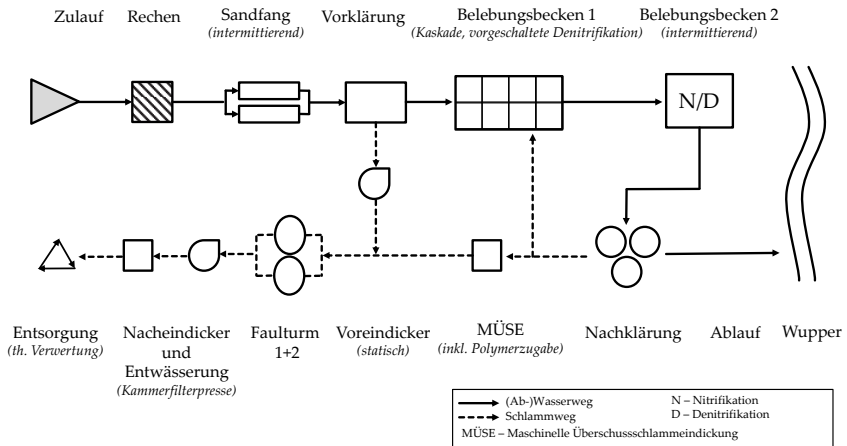 Zulauf Rechen Sandfang Vorklärung Belebungsbecken 1 Belebungsbecken 2
(intermittierend) (Kaskade, vorgeschaltete Denitrifikation) (intermittierend)
N/D
Entsorgung Nacheindicker Faulturm Voreindicker MÜSE Nachklärung Ablauf Wupper
(th. Verwertung) und 1+2 (statisch) (inkl. Polymerzugabe)
Entwässerung
(Kammerfilterpresse)
(Ab-)Wasserweg N – Nitrifikation
Schlammweg D – Denitrifikation
MÜSE – Maschinelle Überschussschlammeindickung